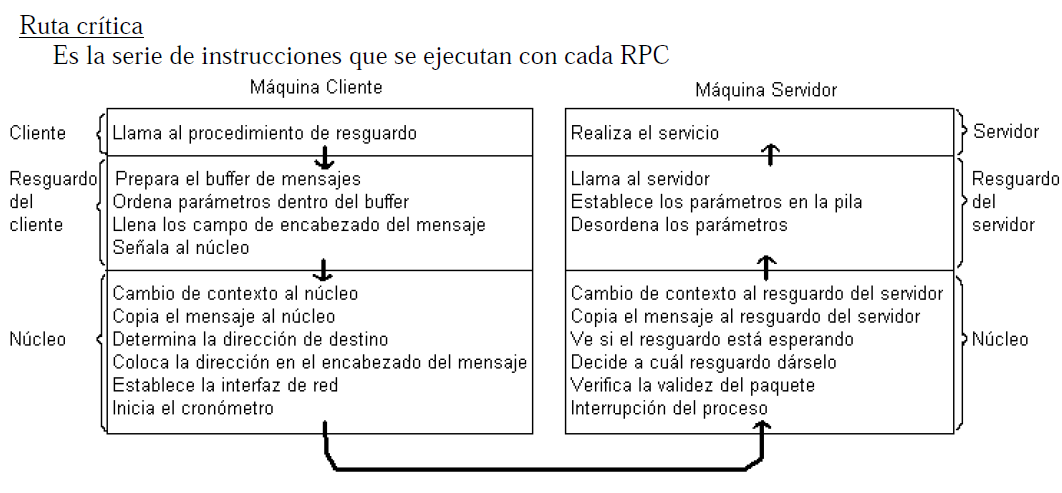 Ruta crítica
Es la serie de instrucciones que se ejecutan con cada RPC
Máquina Cliente
Máquina Servidor
Cliente
Llama al procedimiento de resguardo
Realiza el servicio
Servidor
Resguardo
del
cliente
Prepara el buffer de mensajes
Ordena parámetros dentro del buffer
Llena los campo de encabezado del mensaje
Señala al núcleo
Llama al servidor
Establece los parámetros en la pila
Desordena los parámetros
Resguardo
del
servidor
Núcleo
Cambio de contexto al núcleo
Copia el mensaje al núcleo
Determina la dirección de destino
Coloca la dirección en el encabezado del mensaje
Establece la interfaz de red
Inicia el cronómetro
Cambio de contexto al resguardo del servidor
Copia el mensaje al resguardo del servidor
Ve si el resguardo está esperando
Decide a cuál resguardo dárselo
Verifica la validez del paquete
Interrupción del proceso
Núcleo